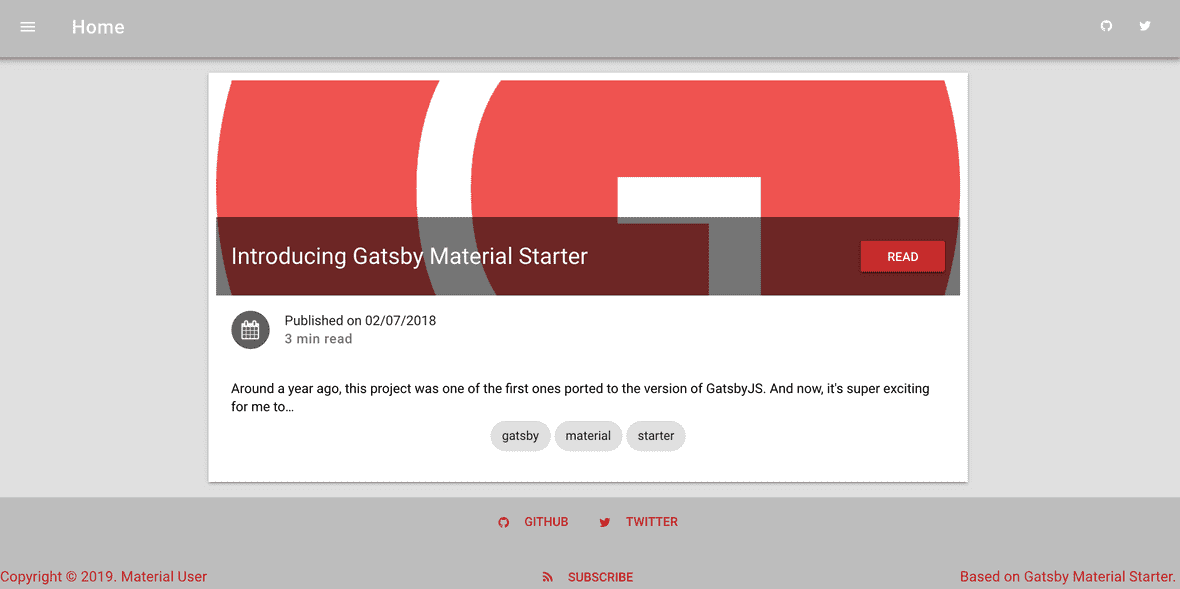 Home
Introducing Gatsby Material Starter
READ
Published on 02/07/2018
3 min read
Around a year ago, this project was one of the first ones ported to the version of GatsbyJS. And now, it's super exciting
for me to...
gatsby material starter
GITHUB TWITTER
Copyright © 2019. Material User
SUBSCRIBE
Based on Gatsby Material Starter.